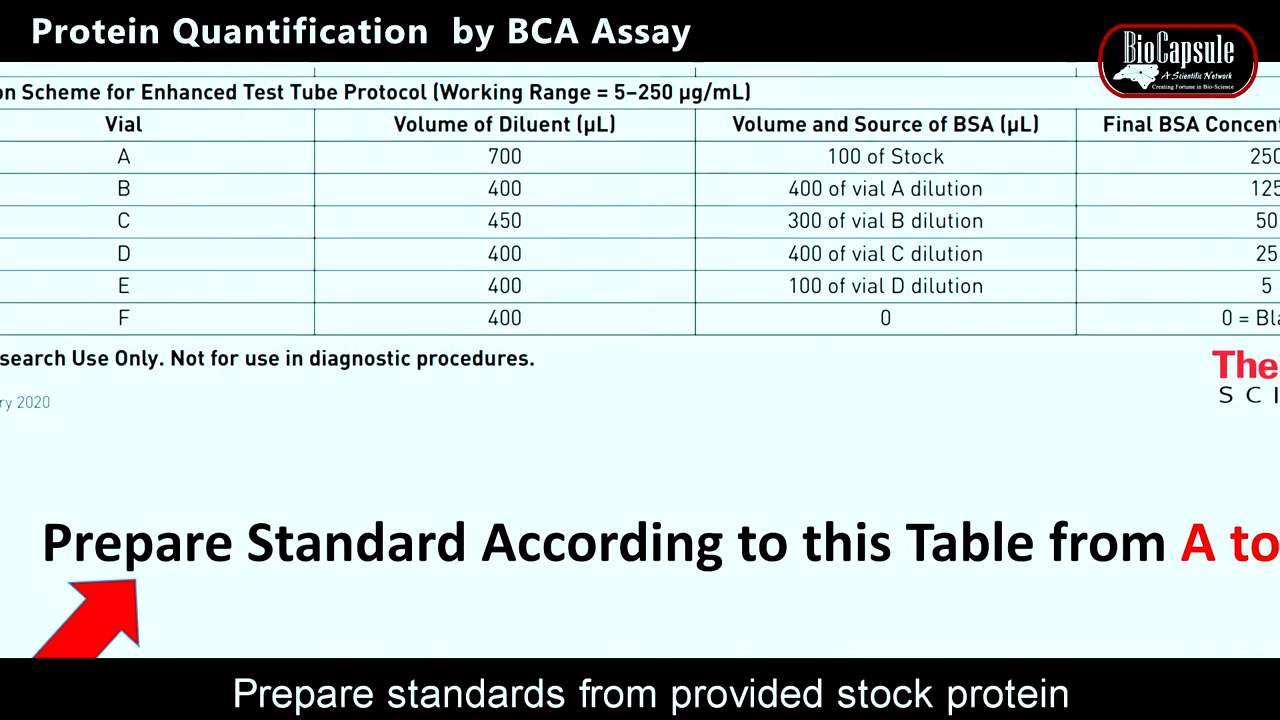 Protein Quantification by BCA Assay
BioCapsule
A Scientific Network
Creating Fortune in Bio-Science
on Scheme for Enhanced Test Tube Protocol (Working Range = 5–250 µg/mL)
Vial Volume of Diluent (µL) Volume and Source of BSA (µL) Final BSA Concent
A 700 100 of Stock 250
B 400 400 of vial A dilution 125
C 450 300 of vial B dilution 50
D 400 400 of vial C dilution 25
E 400 100 of vial D dilution 5
F 400 0 0 = Bla
search Use Only. Not for use in diagnostic procedures.
The
SCI
ry 2020
Prepare Standard According to this Table from A to
Prepare standards from provided stock protein